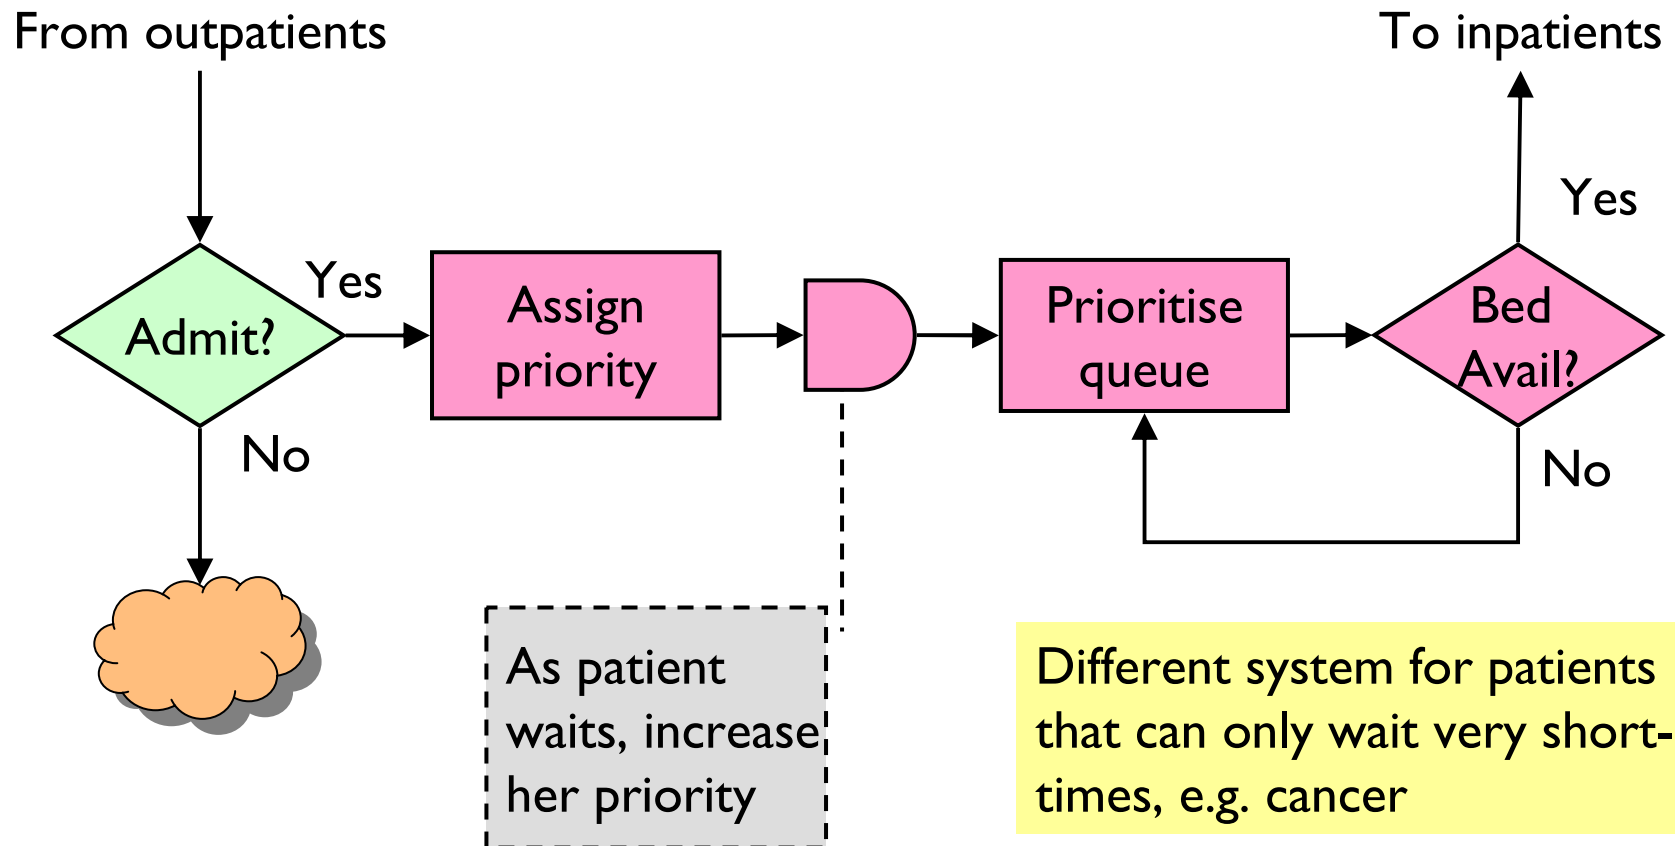 From outpatients
To inpatients
Yes
Yes
Admit?
Assign
priority
Prioritise
queue
Bed
Avail?
No
No
As patient
waits, increase
her priority
Different system for patients
that can only wait very short-
times, e.g. cancer